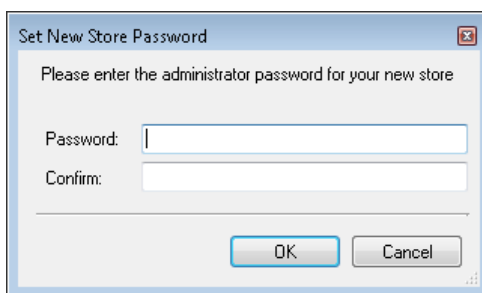 Set New Store Password
Please enter the administrator password for your new store
Password:
Confirm:
OK Cancel